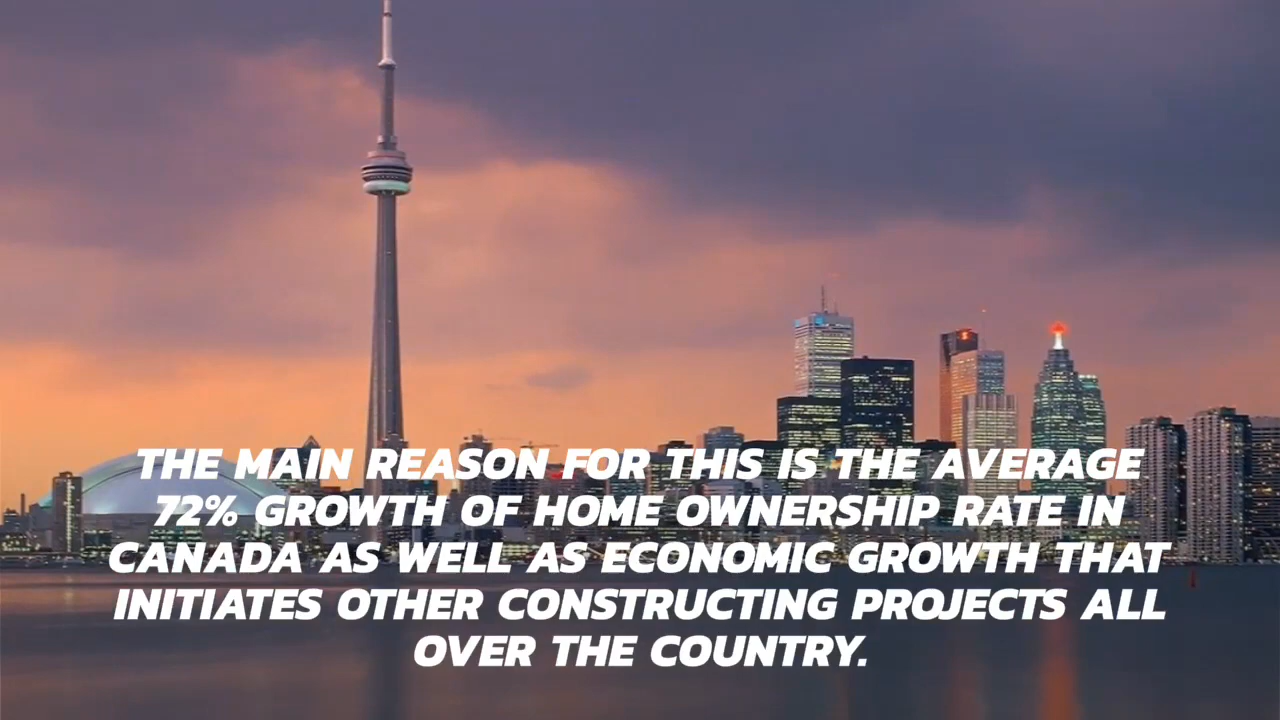 THE MAIN REASON FOR THIS IS THE AVERAGE
72% GROWTH OF HOME OWNERSHIP RATE IN
CANADA AS WELL AS ECONOMIC GROWTH THAT
INITIATES OTHER CONSTRUCTING PROJECTS ALL
OVER THE COUNTRY.